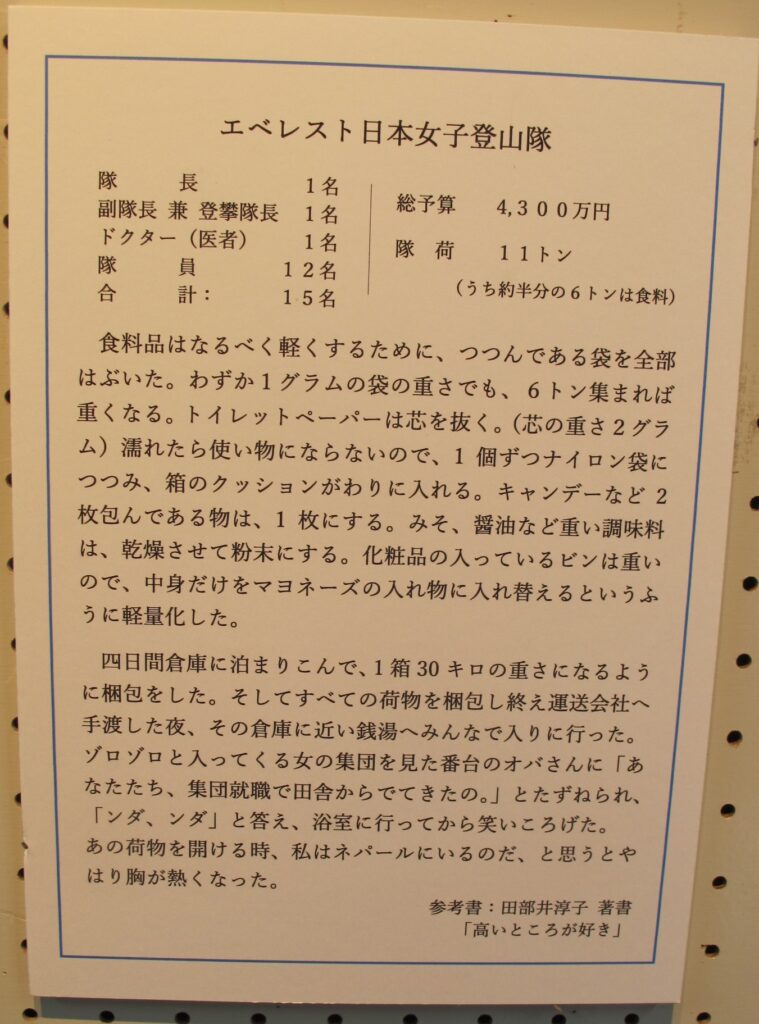 エベレスト日本女子登山隊
隊　　　長　　　　　１名
副隊長 兼 登攀隊長　１名
ドクター（医者）　　１名
隊　　　員　　　１２名
合　　　計：　　１５名
総予算　４,３００万円
隊　荷　１１トン
（うち約半分の６トンは食料）
　食料品はなるべく軽くするために、つつんである袋を全部
はぶいた。わずか１グラムの袋の重さでも、６トン集まれば
重くなる。トイレットペーパーは芯を抜く。（芯の重さ２グラ
ム）濡れたら使い物にならないので、１個ずつナイロン袋に
つつみ、箱のクッションがわりに入れる。キャンデーなど２
枚包んである物は、１枚にする。みそ、醤油など重い調味料
は、乾燥させて粉末にする。化粧品の入っているビンは重い
ので、中身だけをマヨネーズの入れ物に入れ替えるというふ
うに軽量化した。
　四日間倉庫に泊まりこんで、１箱30キロの重さになるよう
に梱包をした。そしてすべての荷物を梱包し終え運送会社へ
手渡した夜、その倉庫に近い銭湯へみんなで入りに行った。
ゾロゾロと入ってくる女の集団を見た番台のオバさんに「あ
なたたち、集団就職で田舎からでてきたの。」とたずねられ、
「ンダ、ンダ」と答え、浴室に行ってから笑いころげた。
あの荷物を開ける時、私はネパールにいるのだ、と思うとや
はり胸が熱くなった。
参考書：田部井淳子 著書
「高いところが好き」